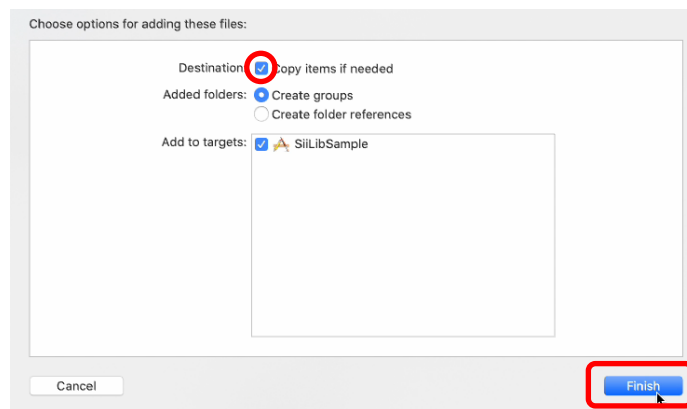 Choose options for adding these files:
Destination: Copy items if needed
Added folders: Create groups
Create folder references
Add to targets: SiiLibSample
Cancel Finish